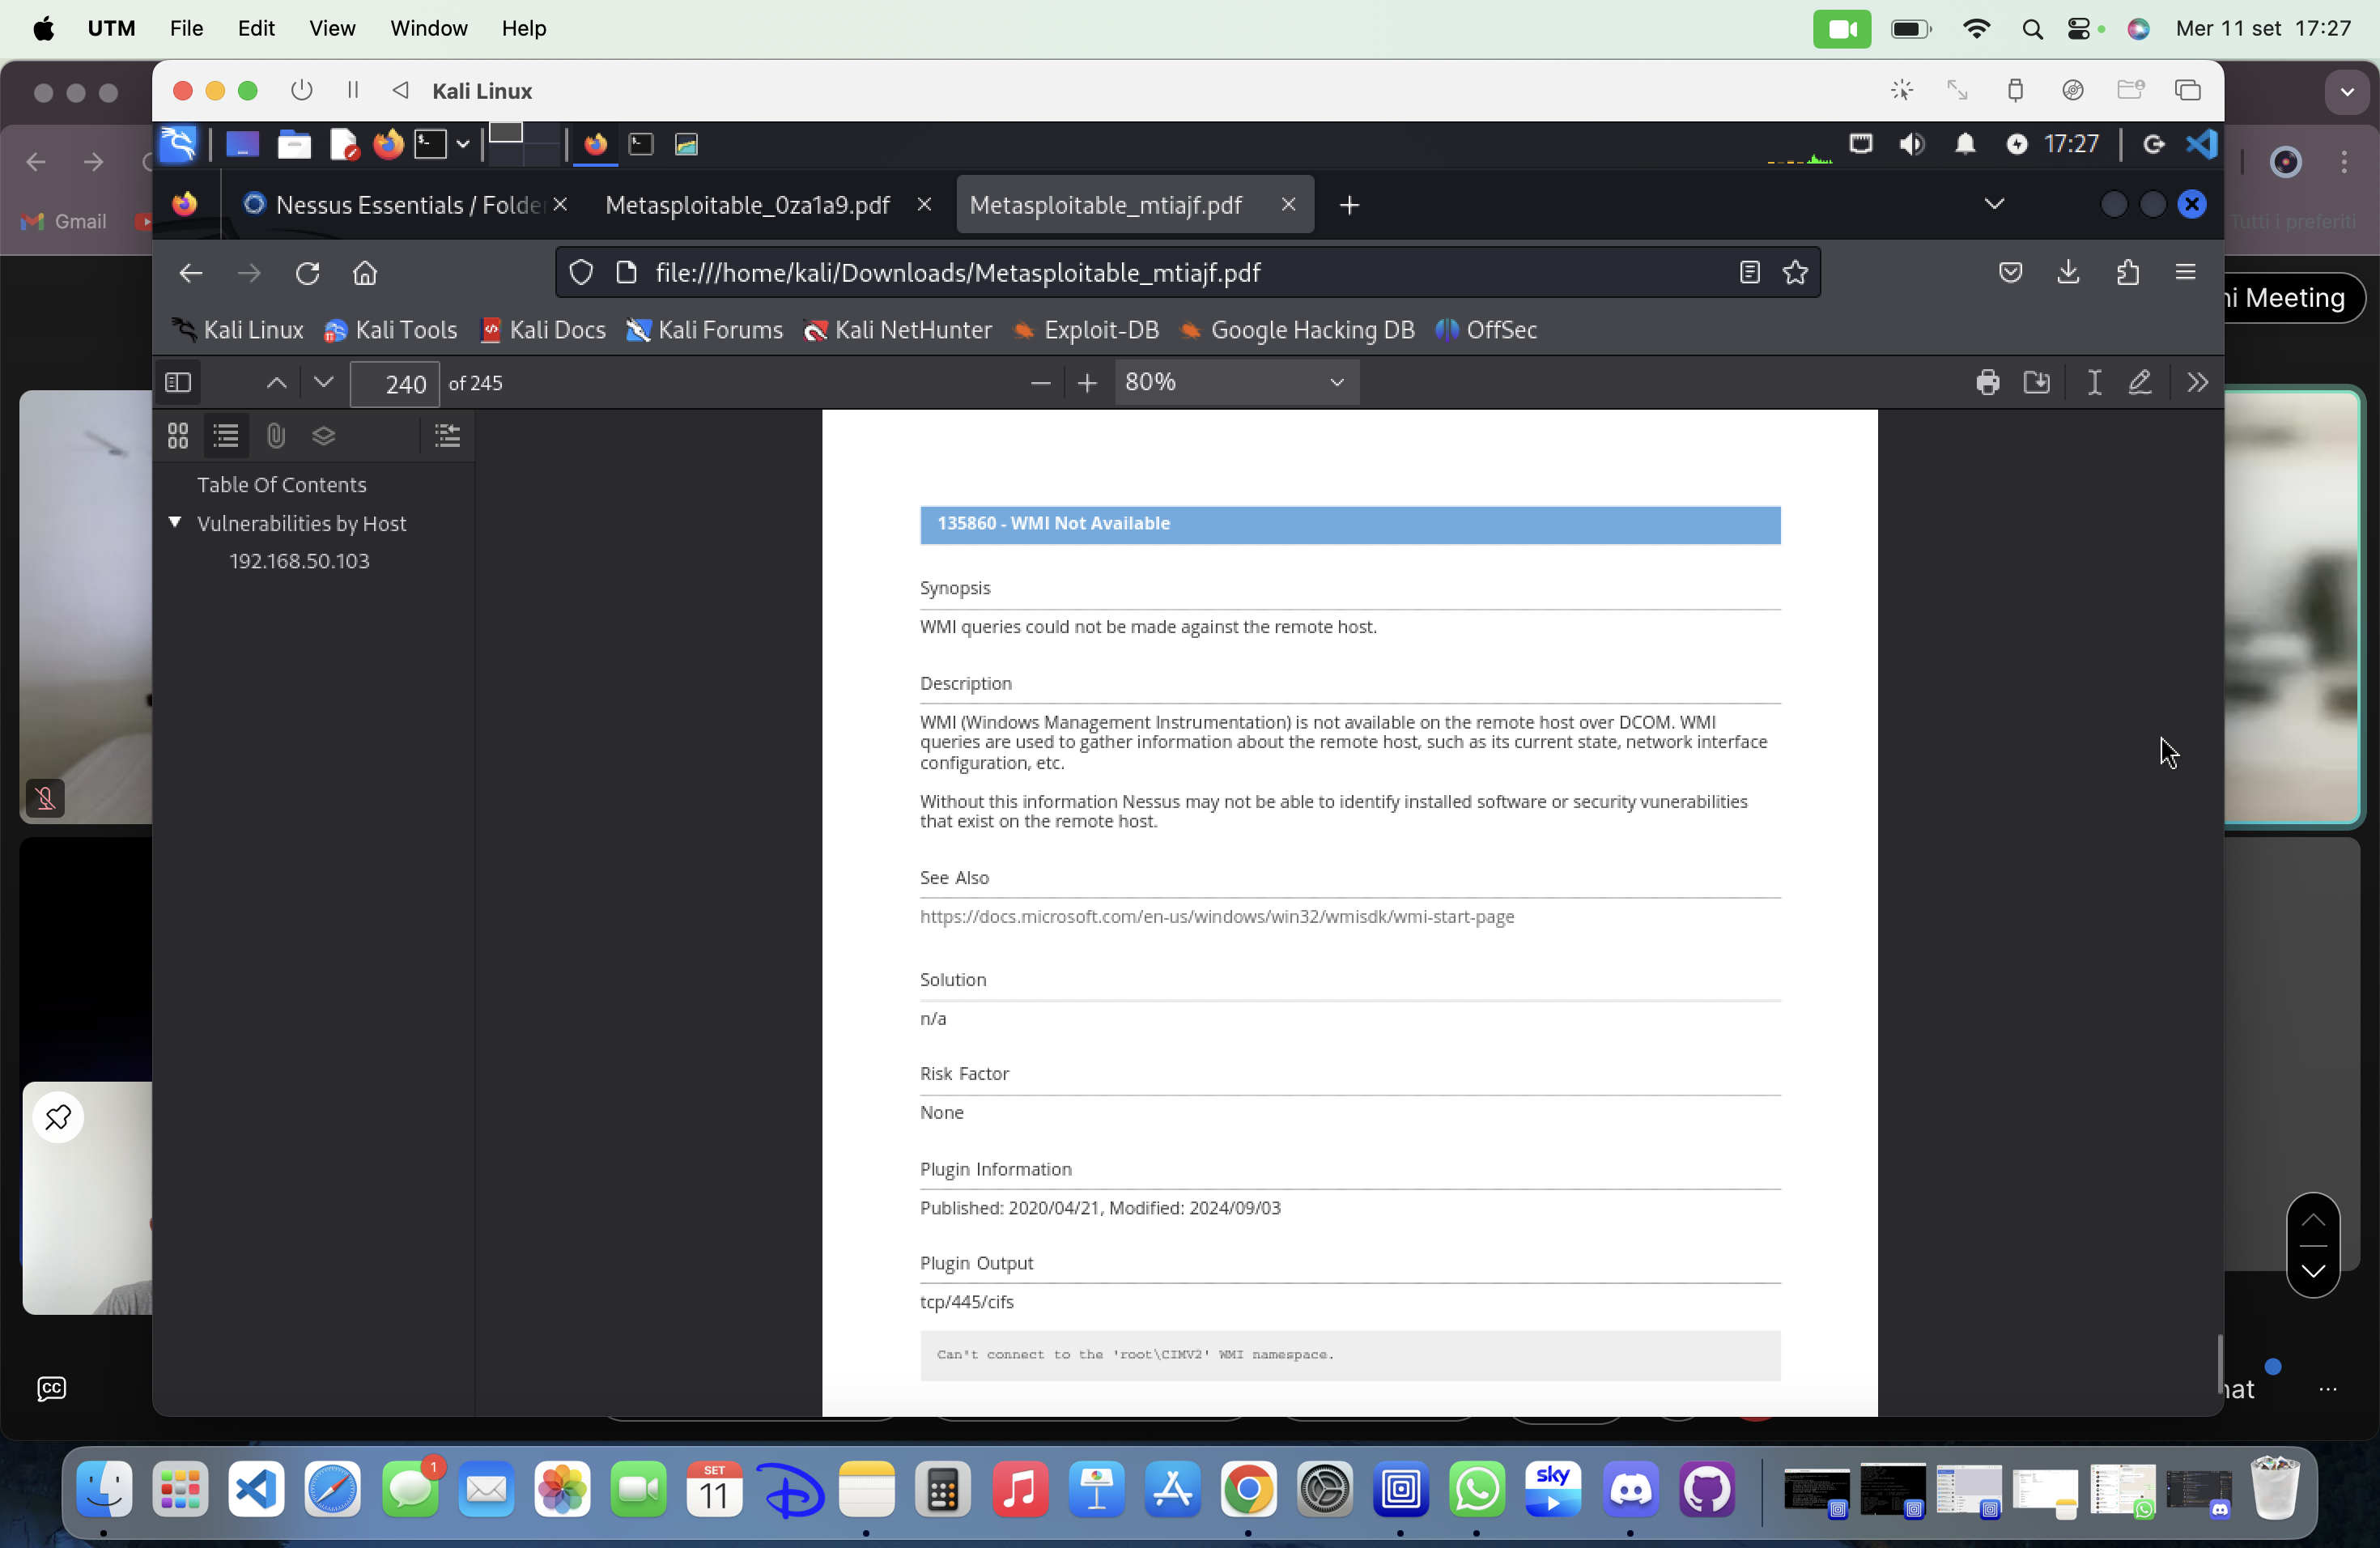 UTM File Edit View Window Help
Mer 11 set 17:27
Kali Linux
17:27
Nessus Essentials / Folde
Metasploitable_0za1a9.pdf
Metasploitable_mtiajf.pdf
Gmail
Tutti i preferiti
file:///home/kali/Downloads/Metasploitable_mtiajf.pdf
ni Meeting
Kali Linux Kali Tools Kali Docs Kali Forums Kali NetHunter Exploit-DB Google Hacking DB OffSec
240 of 245
80%
Table Of Contents
Vulnerabilities by Host
192.168.50.103
135860 - WMI Not Available
Synopsis
WMI queries could not be made against the remote host.
Description
WMI (Windows Management Instrumentation) is not available on the remote host over DCOM. WMI
queries are used to gather information about the remote host, such as its current state, network interface
configuration, etc.
Without this information Nessus may not be able to identify installed software or security vunerabilities
that exist on the remote host.
See Also
https://docs.microsoft.com/en-us/windows/win32/wmisdk/wmi-start-page
Solution
n/a
Risk Factor
None
Plugin Information
Published: 2020/04/21, Modified: 2024/09/03
Plugin Output
tcp/445/cifs
Can't connect to the 'root\CIMV2' WMI namespace.
CC
hat
1
SET
11
sky